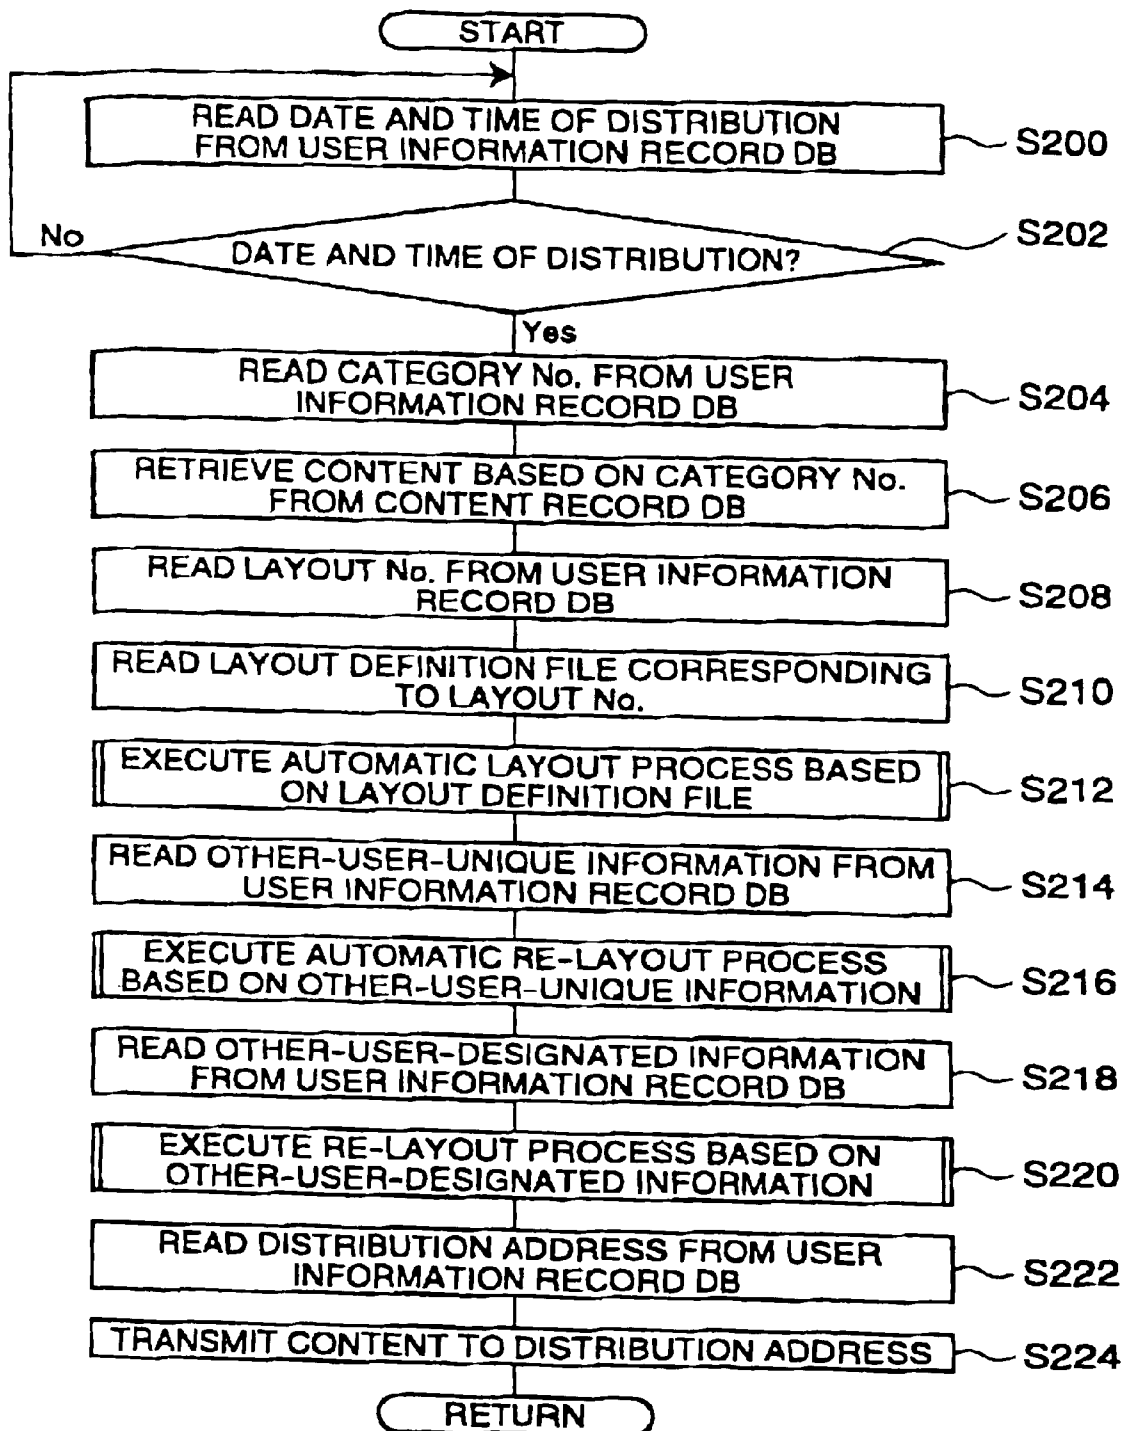 START
READ DATE AND TIME OF DISTRIBUTION
FROM USER INFORMATION RECORD DB
S200
No
DATE AND TIME OF DISTRIBUTION?
S202
Yes
READ CATEGORY No. FROM USER
INFORMATION RECORD DB
S204
RETRIEVE CONTENT BASED ON CATEGORY No.
FROM CONTENT RECORD DB
S206
READ LAYOUT No. FROM USER INFORMATION
RECORD DB
S208
READ LAYOUT DEFINITION FILE CORRESPONDING
TO LAYOUT No.
S210
EXECUTE AUTOMATIC LAYOUT PROCESS BASED
ON LAYOUT DEFINITION FILE
S212
READ OTHER-USER-UNIQUE INFORMATION FROM
USER INFORMATION RECORD DB
S214
EXECUTE AUTOMATIC RE-LAYOUT PROCESS
BASED ON OTHER-USER-UNIQUE INFORMATION
S216
READ OTHER-USER-DESIGNATED INFORMATION
FROM USER INFORMATION RECORD DB
S218
EXECUTE RE-LAYOUT PROCESS BASED ON
OTHER-USER-DESIGNATED INFORMATION
S220
READ DISTRIBUTION ADDRESS FROM USER
INFORMATION RECORD DB
S222
TRANSMIT CONTENT TO DISTRIBUTION ADDRESS
S224
RETURN